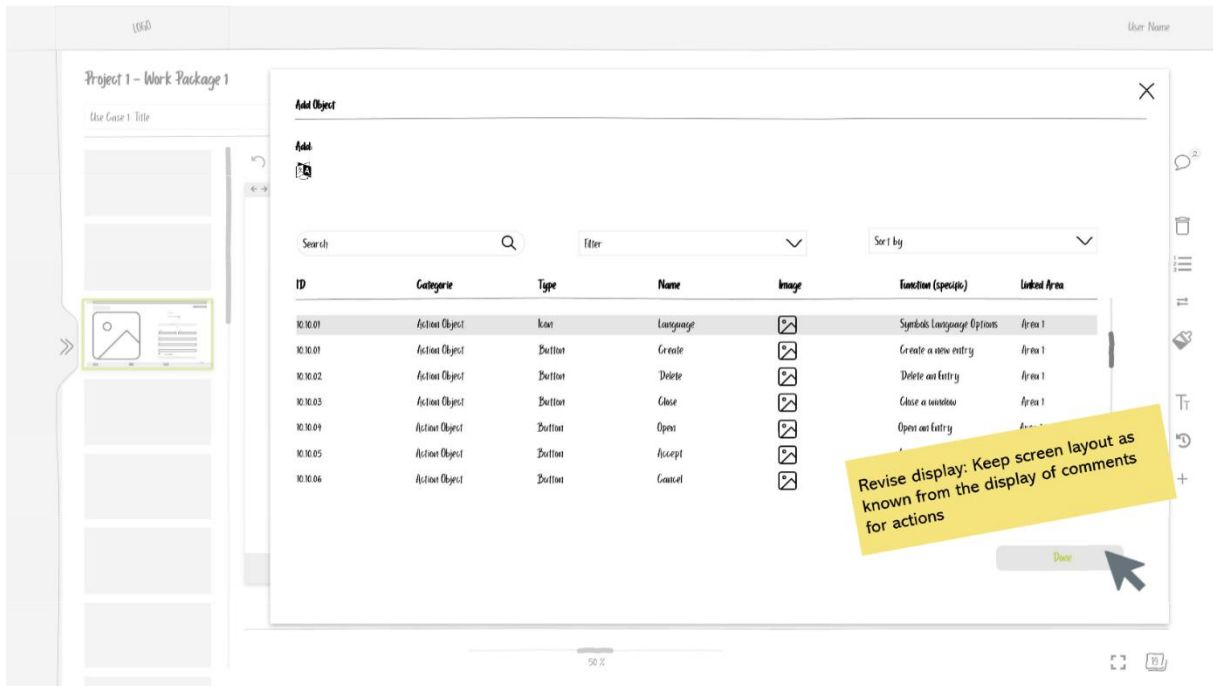 LOGO
User Name
Project 1 - Work Package 1
Use Case 1 Title
Add Object
Add:
Search
Filter
Sort by
ID Categorie Type Name Image Function (specific) Linked Area
10.10.01 Action Object Icon Language Symbols Language Options Area 1
10.10.01 Action Object Button Create Create a new entry Area 1
10.10.02 Action Object Button Delete Delete an Entry Area 1
10.10.03 Action Object Button Close Close a window Area 1
10.10.04 Action Object Button Open Open an Entry
10.10.05 Action Object Button Accept
10.10.06 Action Object Button Cancel
Revise display: Keep screen layout as
known from the display of comments
for actions
Done
50 %
2
19